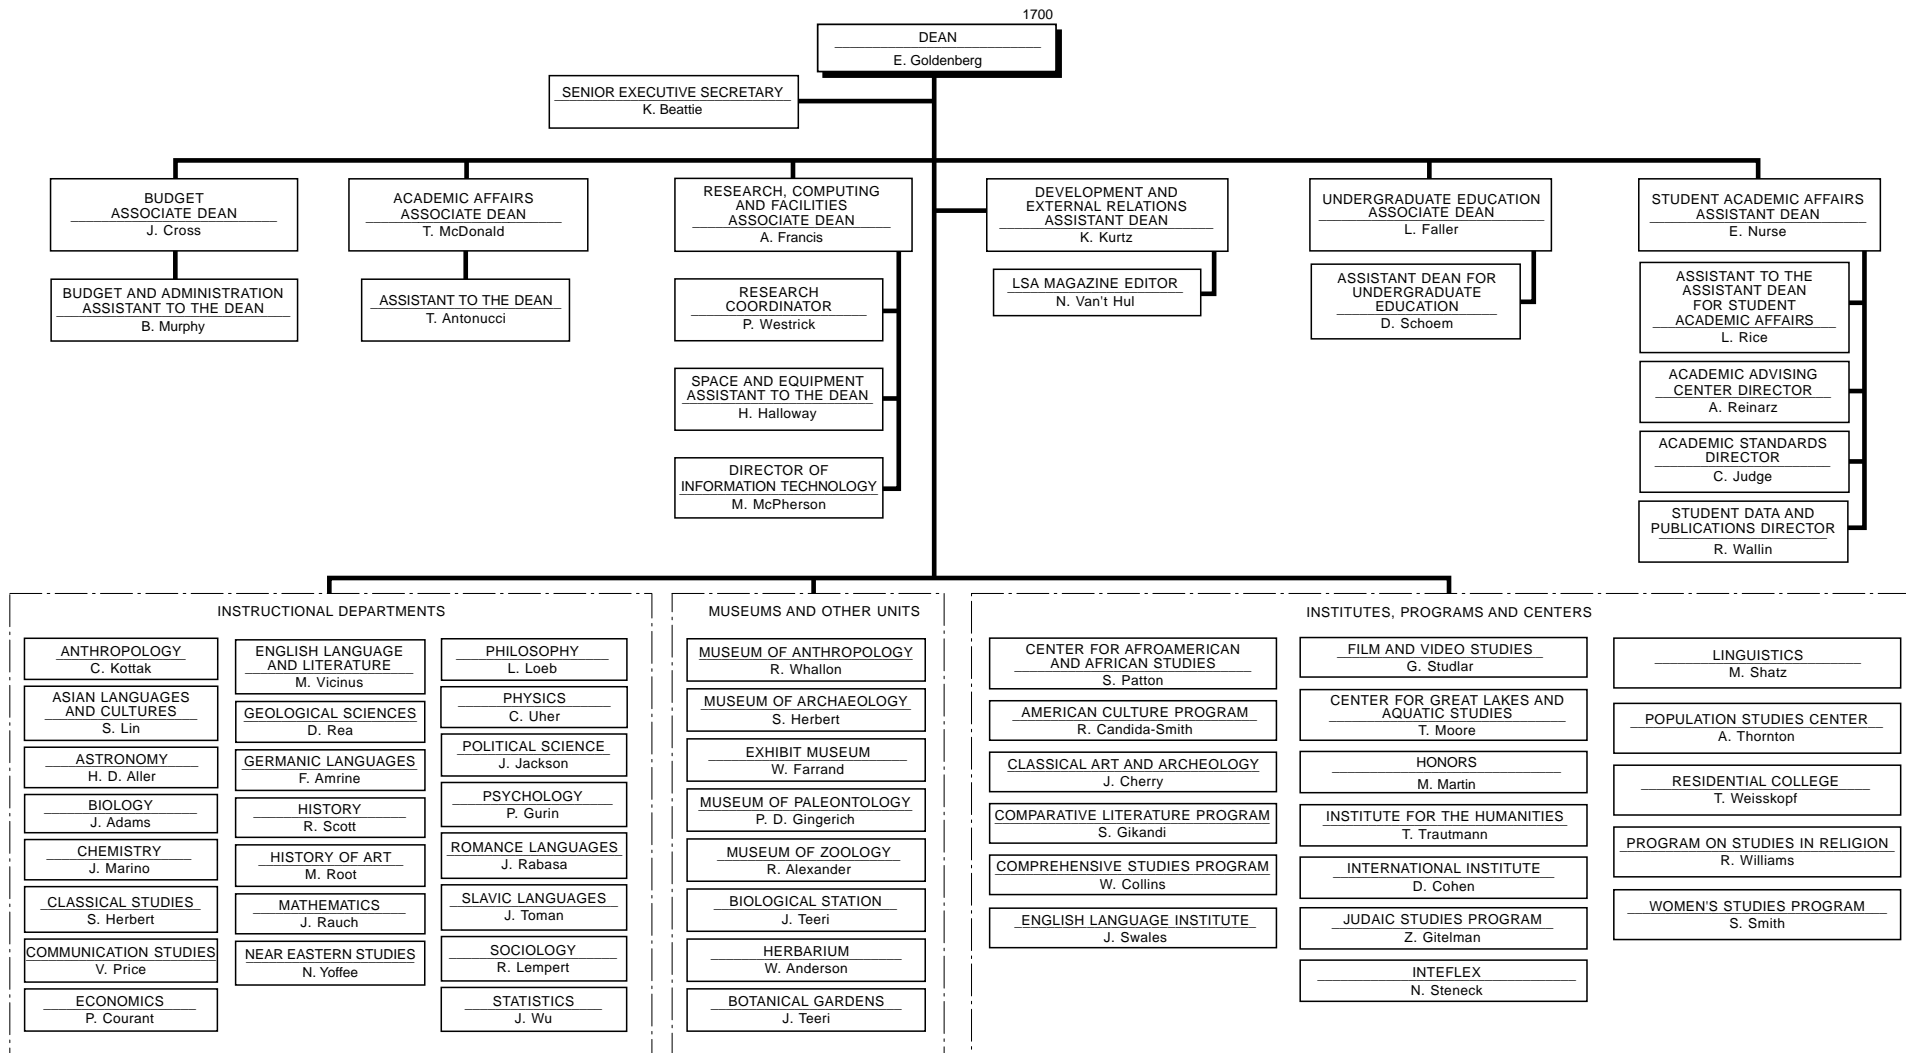 1700
DEAN
E. Goldenberg
SENIOR EXECUTIVE SECRETARY
K. Beattie
BUDGET
ASSOCIATE DEAN
J. Cross
BUDGET AND ADMINISTRATION
ASSISTANT TO THE DEAN
B. Murphy
ACADEMIC AFFAIRS
ASSOCIATE DEAN
T. McDonald
ASSISTANT TO THE DEAN
T. Antonucci
RESEARCH, COMPUTING
AND FACILITIES
ASSOCIATE DEAN
A. Francis
RESEARCH
COORDINATOR
P. Westrick
SPACE AND EQUIPMENT
ASSISTANT TO THE DEAN
H. Halloway
DIRECTOR OF
INFORMATION TECHNOLOGY
M. McPherson
DEVELOPMENT AND
EXTERNAL RELATIONS
ASSISTANT DEAN
K. Kurtz
LSA MAGAZINE EDITOR
N. Van't Hul
UNDERGRADUATE EDUCATION
ASSOCIATE DEAN
L. Faller
ASSISTANT DEAN FOR
UNDERGRADUATE
EDUCATION
D. Schoem
STUDENT ACADEMIC AFFAIRS
ASSISTANT DEAN
E. Nurse
ASSISTANT TO THE
ASSISTANT DEAN
FOR STUDENT
ACADEMIC AFFAIRS
L. Rice
ACADEMIC ADVISING
CENTER DIRECTOR
A. Reinarz
ACADEMIC STANDARDS
DIRECTOR
C. Judge
STUDENT DATA AND
PUBLICATIONS DIRECTOR
R. Wallin
INSTRUCTIONAL DEPARTMENTS
ANTHROPOLOGY
C. Kottak
ASIAN LANGUAGES
AND CULTURES
S. Lin
ASTRONOMY
H. D. Aller
BIOLOGY
J. Adams
CHEMISTRY
J. Marino
CLASSICAL STUDIES
S. Herbert
COMMUNICATION STUDIES
V. Price
ECONOMICS
P. Courant
ENGLISH LANGUAGE
AND LITERATURE
M. Vicinus
GEOLOGICAL SCIENCES
D. Rea
GERMANIC LANGUAGES
F. Amrine
HISTORY
R. Scott
HISTORY OF ART
M. Root
MATHEMATICS
J. Rauch
NEAR EASTERN STUDIES
N. Yoffee
PHILOSOPHY
L. Loeb
PHYSICS
C. Uher
POLITICAL SCIENCE
J. Jackson
PSYCHOLOGY
P. Gurin
ROMANCE LANGUAGES
J. Rabasa
SLAVIC LANGUAGES
J. Toman
SOCIOLOGY
R. Lempert
STATISTICS
J. Wu
MUSEUMS AND OTHER UNITS
MUSEUM OF ANTHROPOLOGY
R. Whallon
MUSEUM OF ARCHAEOLOGY
S. Herbert
EXHIBIT MUSEUM
W. Farrand
MUSEUM OF PALEONTOLOGY
P. D. Gingerich
MUSEUM OF ZOOLOGY
R. Alexander
BIOLOGICAL STATION
J. Teeri
HERBARIUM
W. Anderson
BOTANICAL GARDENS
J. Teeri
INSTITUTES, PROGRAMS AND CENTERS
CENTER FOR AFROAMERICAN
AND AFRICAN STUDIES
S. Patton
AMERICAN CULTURE PROGRAM
R. Candida-Smith
CLASSICAL ART AND ARCHEOLOGY
J. Cherry
COMPARATIVE LITERATURE PROGRAM
S. Gikandi
COMPREHENSIVE STUDIES PROGRAM
W. Collins
ENGLISH LANGUAGE INSTITUTE
J. Swales
FILM AND VIDEO STUDIES
G. Studlar
CENTER FOR GREAT LAKES AND
AQUATIC STUDIES
T. Moore
HONORS
M. Martin
INSTITUTE FOR THE HUMANITIES
T. Trautmann
INTERNATIONAL INSTITUTE
D. Cohen
JUDAIC STUDIES PROGRAM
Z. Gitelman
INTEFLEX
N. Steneck
LINGUISTICS
M. Shatz
POPULATION STUDIES CENTER
A. Thornton
RESIDENTIAL COLLEGE
T. Weisskopf
PROGRAM ON STUDIES IN RELIGION
R. Williams
WOMEN'S STUDIES PROGRAM
S. Smith